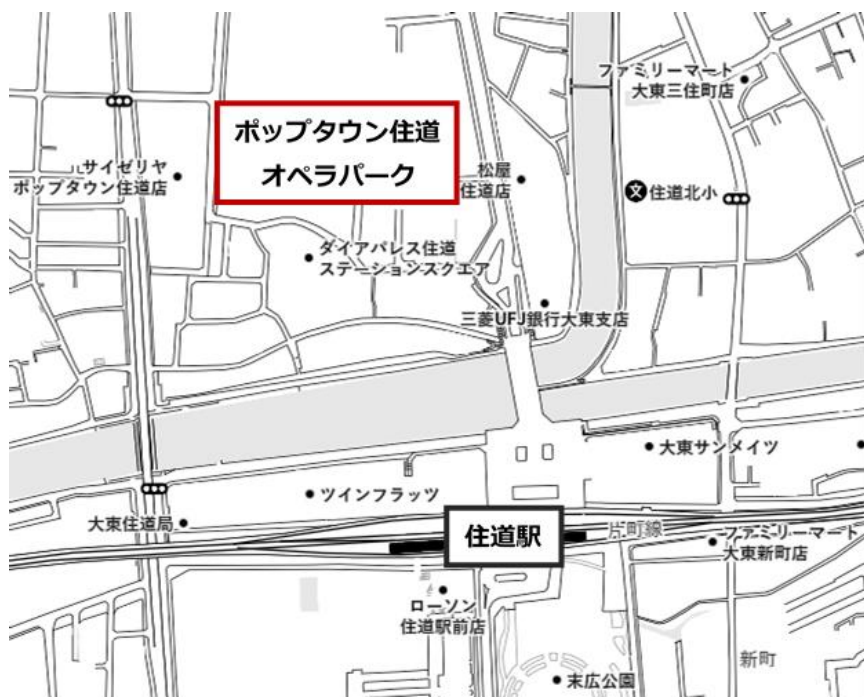 ファミリーマート
大東三住町店
ポップタウン住道
オペラパーク
サイゼリヤ
ポップタウン住道店
松屋
住道店
文
住道北小
ダイアパレス住道
ステーションスクエア
三菱UFJ銀行大東支店
大東サンメイツ
ツインフラッツ
大東住道局
住道駅
片町線
ファミリーマート
大東新町店
ローソン
住道駅前店
新町
末広公園